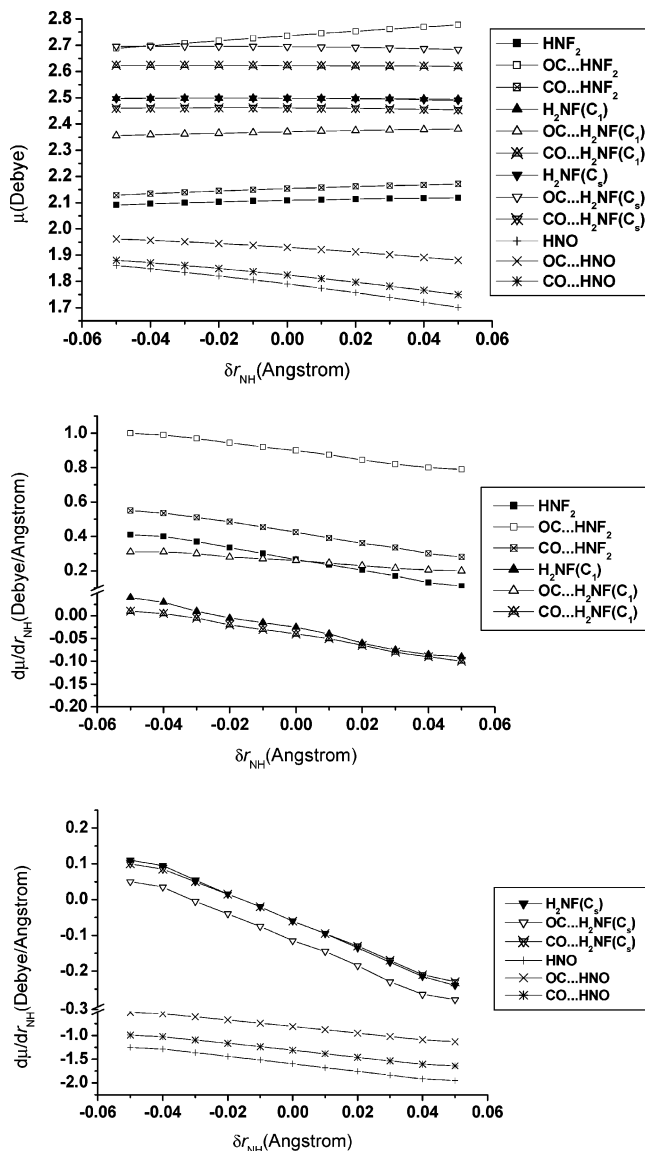 2.8
2.7
2.6
2.5
2.4
2.3
2.2
2.1
2.0
1.9
1.8
1.7
μ(Debye)
-0.06 -0.04 -0.02 0.00 0.02 0.04 0.06
δr_NH(Angstrom)
HNF₂
OC...HNF₂
CO...HNF₂
H₂NF(C₁)
OC...H₂NF(C₁)
CO...H₂NF(C₁)
H₂NF(Cₛ)
OC...H₂NF(Cₛ)
CO...H₂NF(Cₛ)
HNO
OC...HNO
CO...HNO
1.0
0.8
0.6
0.4
0.2
0.00
-0.05
-0.10
-0.15
-0.20
dμ/dr_NH(Debye/Angstrom)
-0.06 -0.04 -0.02 0.00 0.02 0.04 0.06
δr_NH(Angstrom)
HNF₂
OC...HNF₂
CO...HNF₂
H₂NF(C₁)
OC...H₂NF(C₁)
CO...H₂NF(C₁)
0.2
0.1
0.0
-0.1
-0.2
-0.3
-1.0
-1.5
-2.0
dμ/dr_NH(Debye/Angstrom)
-0.06 -0.04 -0.02 0.00 0.02 0.04 0.06
δr_NH(Angstrom)
H₂NF(Cₛ)
OC...H₂NF(Cₛ)
CO...H₂NF(Cₛ)
HNO
OC...HNO
CO...HNO